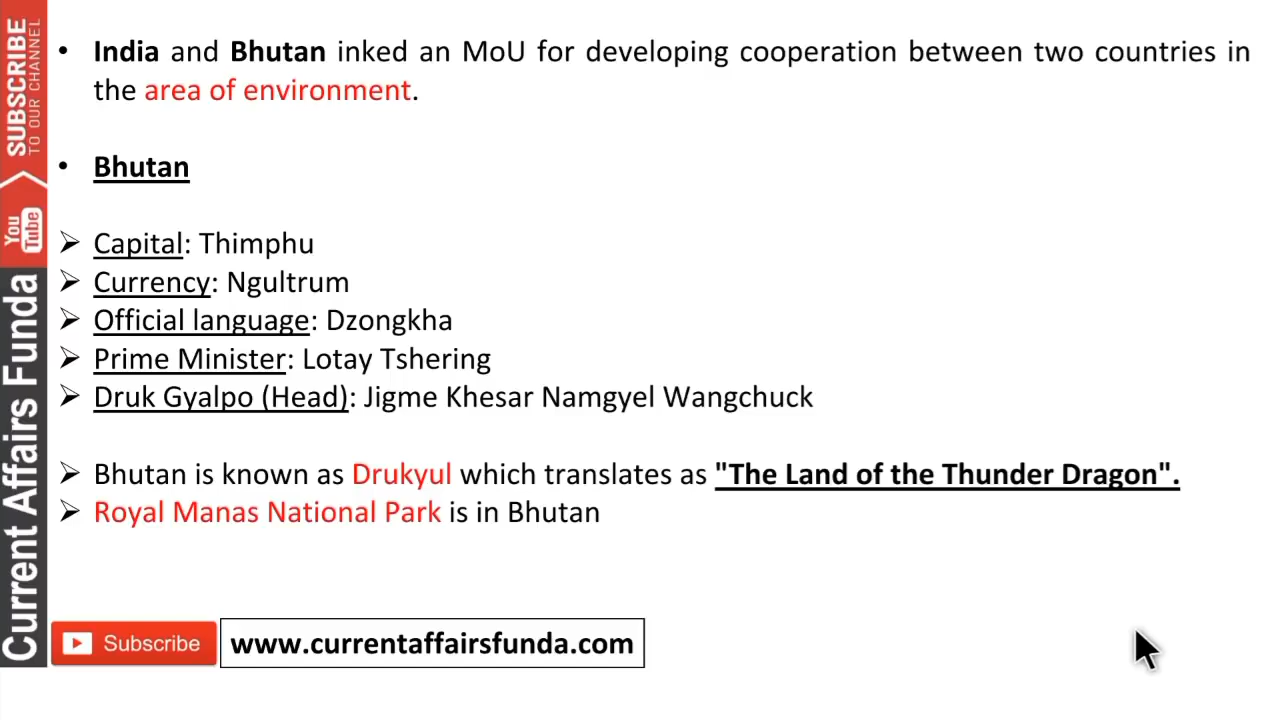 SUBSCRIBE
TO OUR CHANNEL
You
Tube
Current Affairs Funda
• India and Bhutan inked an MoU for developing cooperation between two countries in
the area of environment.
• Bhutan
➢ Capital: Thimphu
➢ Currency: Ngultrum
➢ Official language: Dzongkha
➢ Prime Minister: Lotay Tshering
➢ Druk Gyalpo (Head): Jigme Khesar Namgyel Wangchuck
➢ Bhutan is known as Drukyul which translates as "The Land of the Thunder Dragon".
➢ Royal Manas National Park is in Bhutan
Subscribe
www.currentaffairsfunda.com